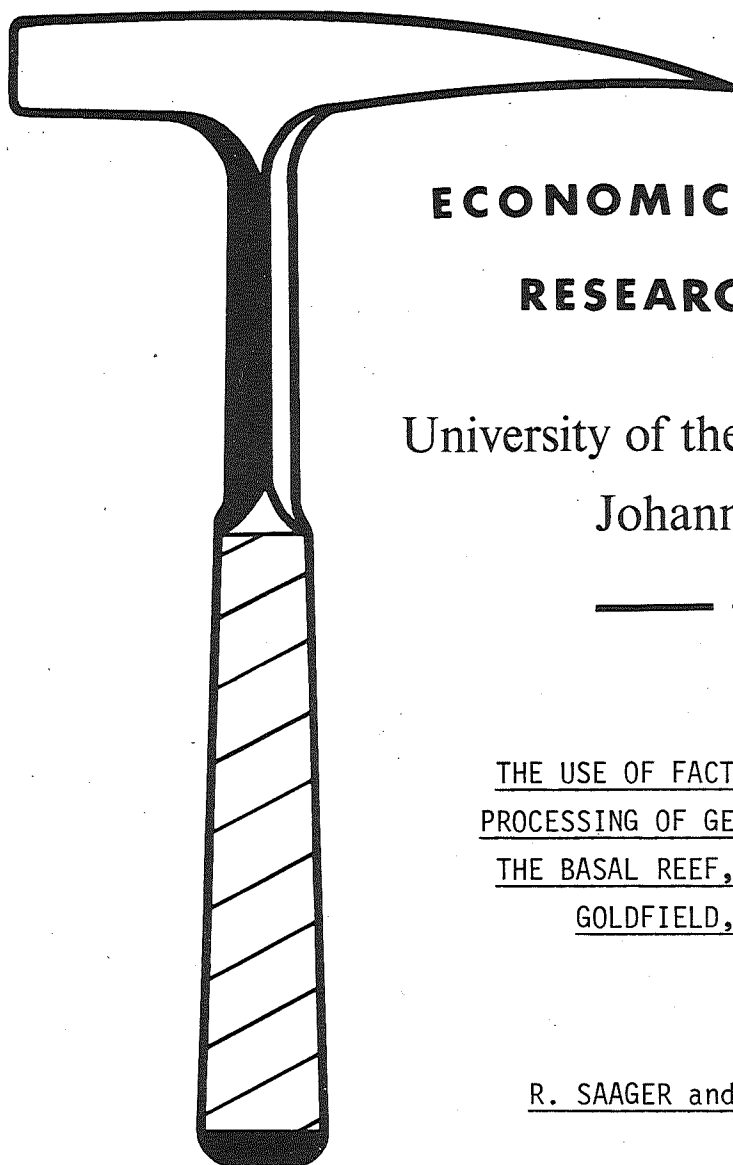 ECONOMIC
RESEARC
University of the
Johann
THE USE OF FACT
PROCESSING OF GE
THE BASAL REEF,
GOLDFIELD,
R. SAAGER and